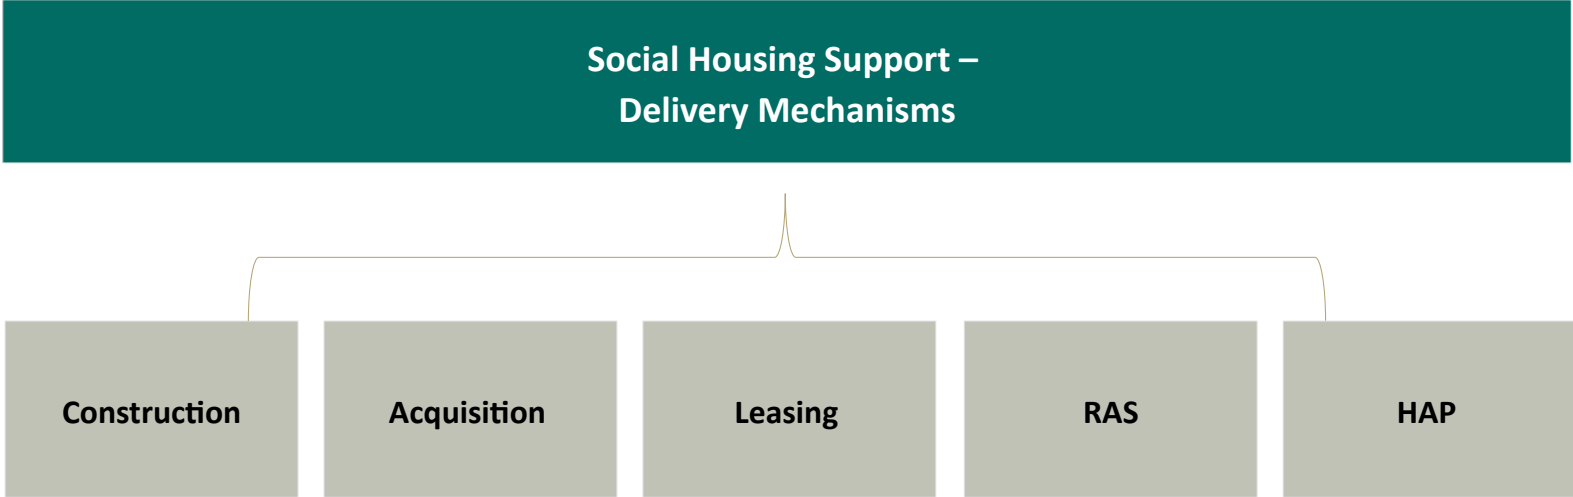 Social Housing Support –
Delivery Mechanisms
Construction
Acquisition
Leasing
RAS
HAP